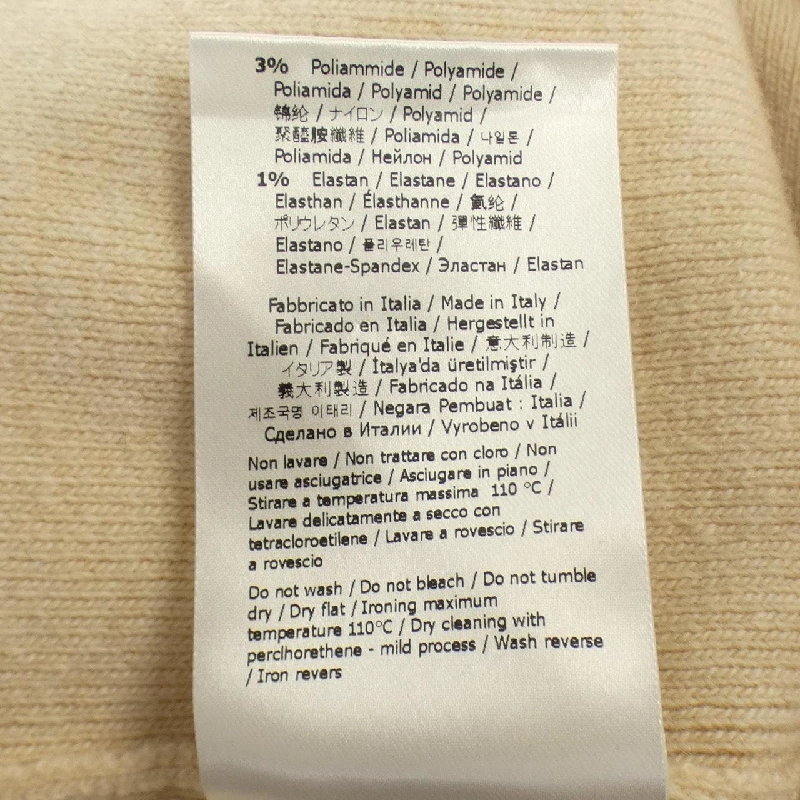 3% Poliammide / Polyamide /
Poliamida / Polyamid / Polyamide /
锦纶 / ナイロン / Polyamid /
聚醯胺纖維 / Poliamida / 나일론 /
Poliamida / Нейлон / Polyamid
1% Elastan / Elastane / Elastano /
Elasthan / Élasthanne / 氨纶 /
ポリウレタン / Elastan / 彈性纖維 /
Elastano / 폴리우레탄 /
Elastane-Spandex / Эластан / Elastan
Fabbricato in Italia / Made in Italy /
Fabricado en Italia / Hergestellt in
Italien / Fabriqué en Italie / 意大利制造 /
イタリア製 / İtalya'da üretilmiştir /
義大利製造 / Fabricado na Itália /
제조국명 이태리 / Negara Pembuat : Italia /
Сделано в Италии / Vyrobeno v Itálii
Non lavare / Non trattare con cloro / Non
usare asciugatrice / Asciugare in piano /
Stirare a temperatura massima 110 °C /
Lavare delicatamente a secco con
tetracloroetilene / Lavare a rovescio / Stirare
a rovescio
Do not wash / Do not bleach / Do not tumble
dry / Dry flat / Ironing maximum
temperature 110°C / Dry cleaning with
perclhorethene - mild process / Wash reverse
/ Iron revers